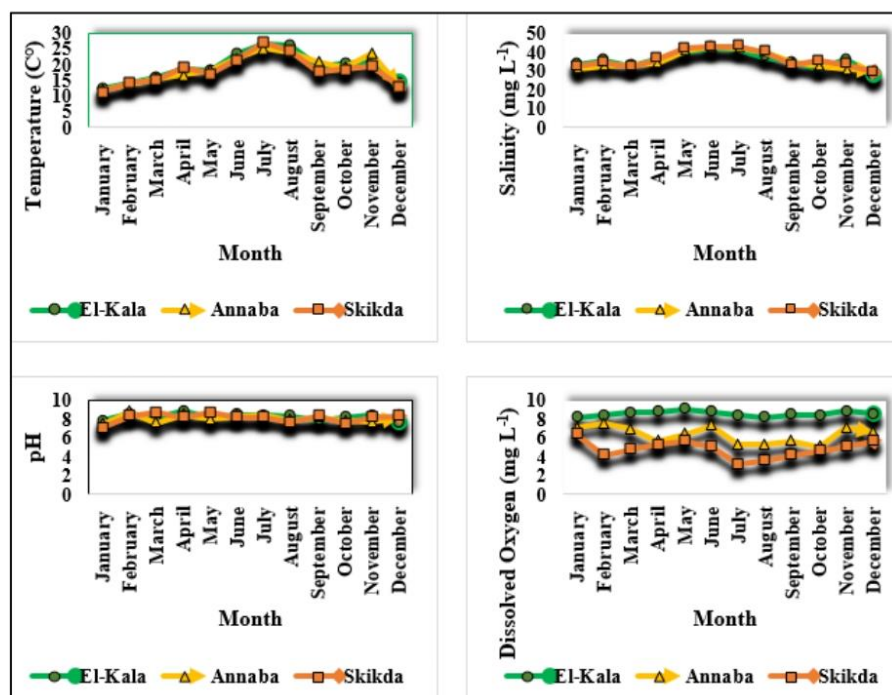 Temperature (C°)
30
25
20
15
10
5
0
January
February
March
April
May
June
July
August
September
October
November
December
Month
El-Kala
Annaba
Skikda
Salinity (mg L-1)
50
40
30
20
10
0
January
February
March
April
May
June
July
August
September
October
November
December
Month
El-Kala
Annaba
Skikda
pH
10
8
6
4
2
0
January
February
March
April
May
June
July
August
September
October
November
December
Month
El-Kala
Annaba
Skikda
Dissolved Oxygen (mg L-1)
10
8
6
4
2
0
January
February
March
April
May
June
July
August
September
October
November
December
Month
El-Kala
Annaba
Skikda